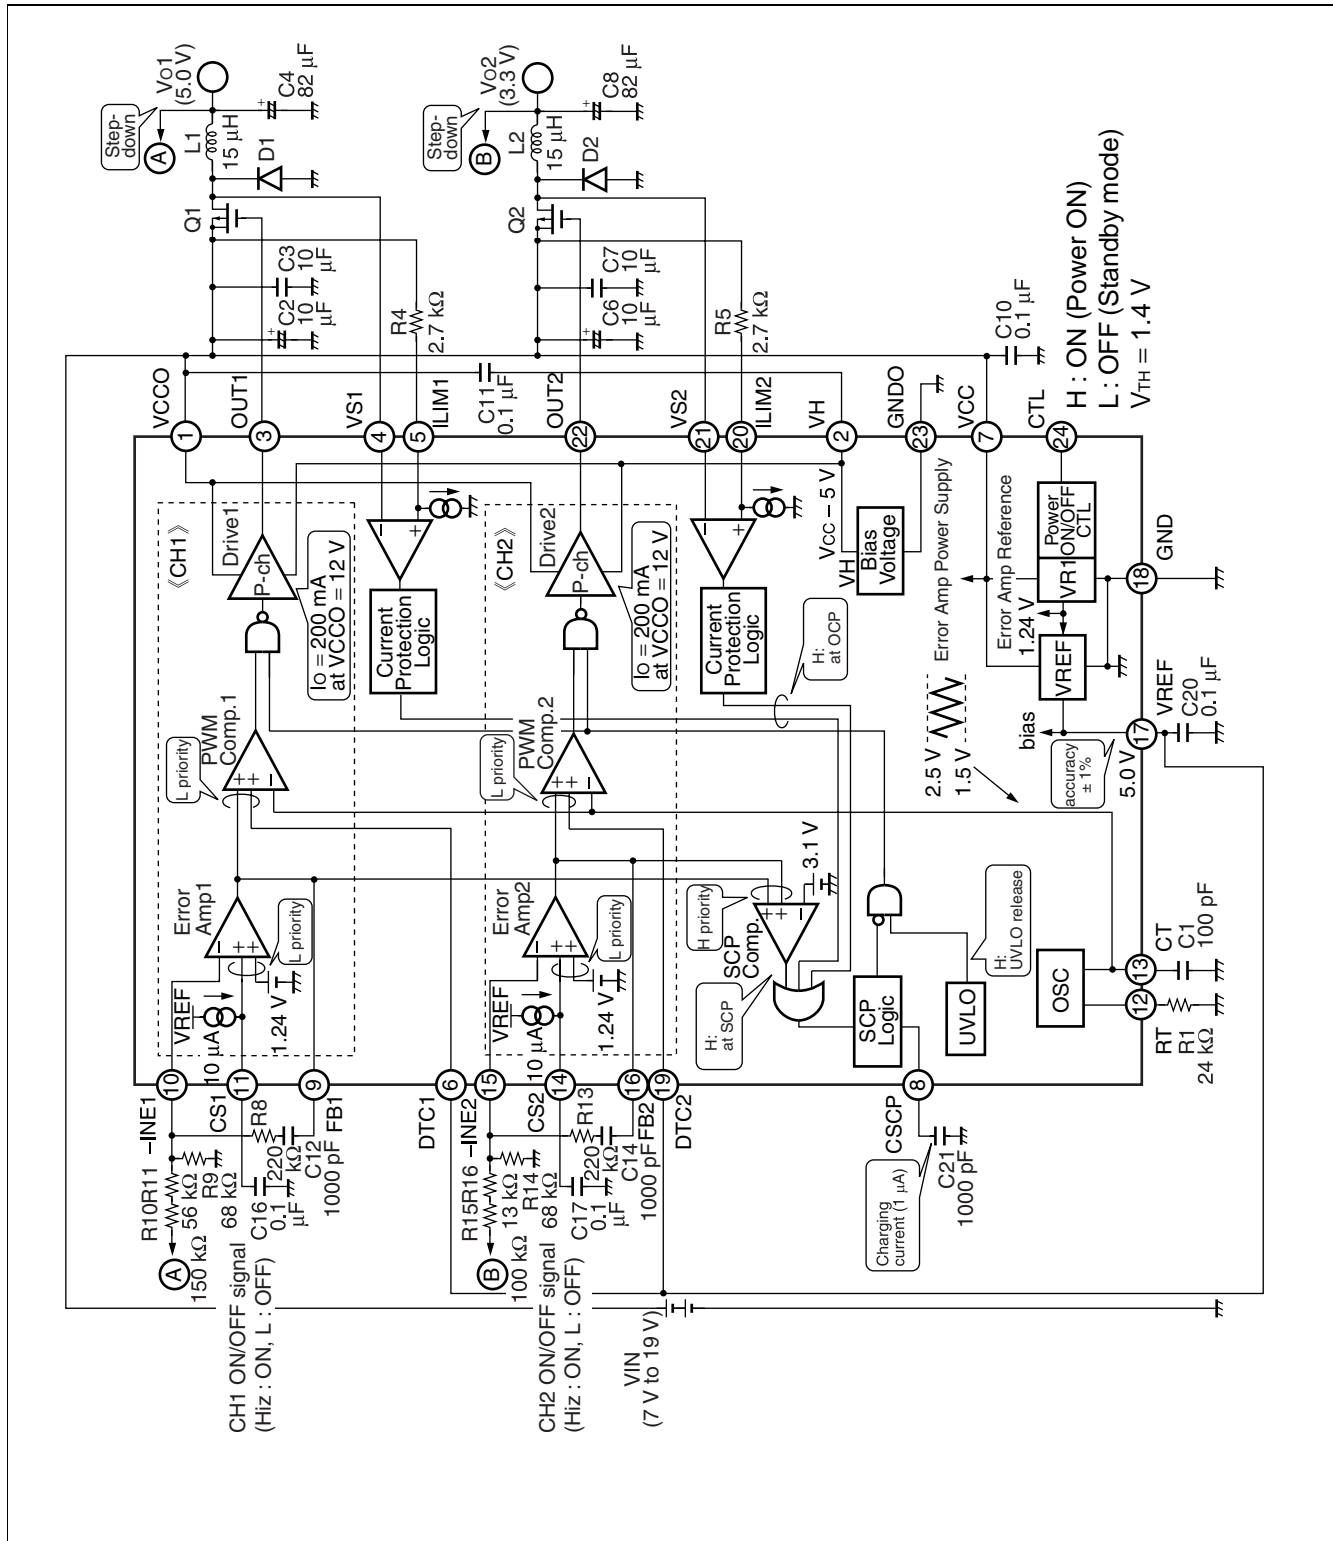 A
150 kΩ
R10
R11
56 kΩ
R9
68 kΩ
−INE1
10
CS1
11
R8
220
kΩ
C16
0.1
µF
C12
1000 pF
FB1
9
CH1 ON/OFF signal
(Hiz : ON, L : OFF)
DTC1
6
B
100 kΩ
R15
R16
13 kΩ
R14
68 kΩ
−INE2
15
CS2
14
R13
220
kΩ
C17
0.1
µF
C14
1000 pF
FB2
16
DTC2
19
CH2 ON/OFF signal
(Hiz : ON, L : OFF)
VIN
(7 V to 19 V)
CSCP
8
Charging
current (1 µA)
C21
1000 pF
VREF
10 µA
1.24 V
L priority
Error
Amp1
−
+
+
L priority
PWM
Comp.1
+
+
−
《CH1》
Drive1
P-ch
IO = 200 mA
at VCCO = 12 V
−
+
Current
Protection
Logic
VREF
10 µA
1.24 V
L priority
Error
Amp2
−
+
+
L priority
PWM
Comp.2
+
+
−
《CH2》
Drive2
P-ch
IO = 200 mA
at VCCO = 12 V
−
+
Current
Protection
Logic
H:
at OCP
H priority
SCP
Comp.
+
+
−
3.1 V
H:
at SCP
SCP
Logic
UVLO
H:
UVLO release
OSC
2.5 V
1.5 V
bias
VREF
1.24 V
Error Amp Reference
Error Amp Power Supply
VR1
Power
ON/OFF
CTL
VH
Bias
Voltage
VCC − 5 V
accuracy
± 1%
5.0 V
RT
12
R1
24 kΩ
CT
13
C1
100 pF
VREF
17
C20
0.1 µF
GND
18
VCCO
1
OUT1
3
VS1
4
ILIM1
5
C11
0.1 µF
OUT2
22
VS2
21
ILIM2
20
VH
2
GNDO
23
VCC
7
CTL
24
C10
0.1 µF
H : ON (Power ON)
L : OFF (Standby mode)
VTH = 1.4 V
C2
10
µF
C3
10
µF
R4
2.7 kΩ
Q1
L1
15 µH
D1
A
Step-
down
VO1
(5.0 V)
C4
82 µF
C6
10
µF
C7
10
µF
R5
2.7 kΩ
Q2
L2
15 µH
D2
B
Step-
down
VO2
(3.3 V)
C8
82 µF